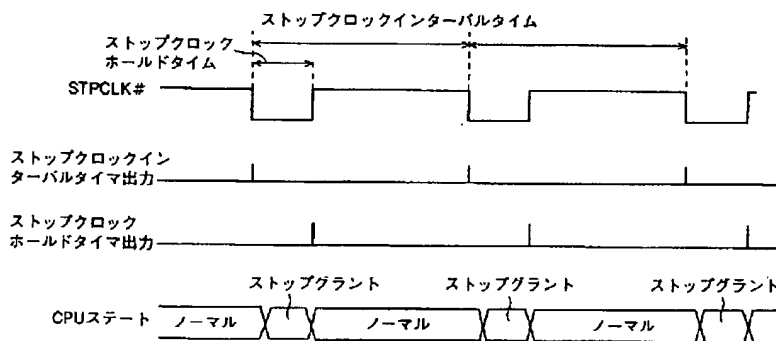 ストップクロックインターバルタイム
ストップクロック
ホールドタイム
STPCLK#
ストップクロックイン
ターバルタイマ出力
ストップクロック
ホールドタイマ出力
ストップグラント
ストップグラント
ストップグラント
CPUステート
ノーマル
ノーマル
ノーマル